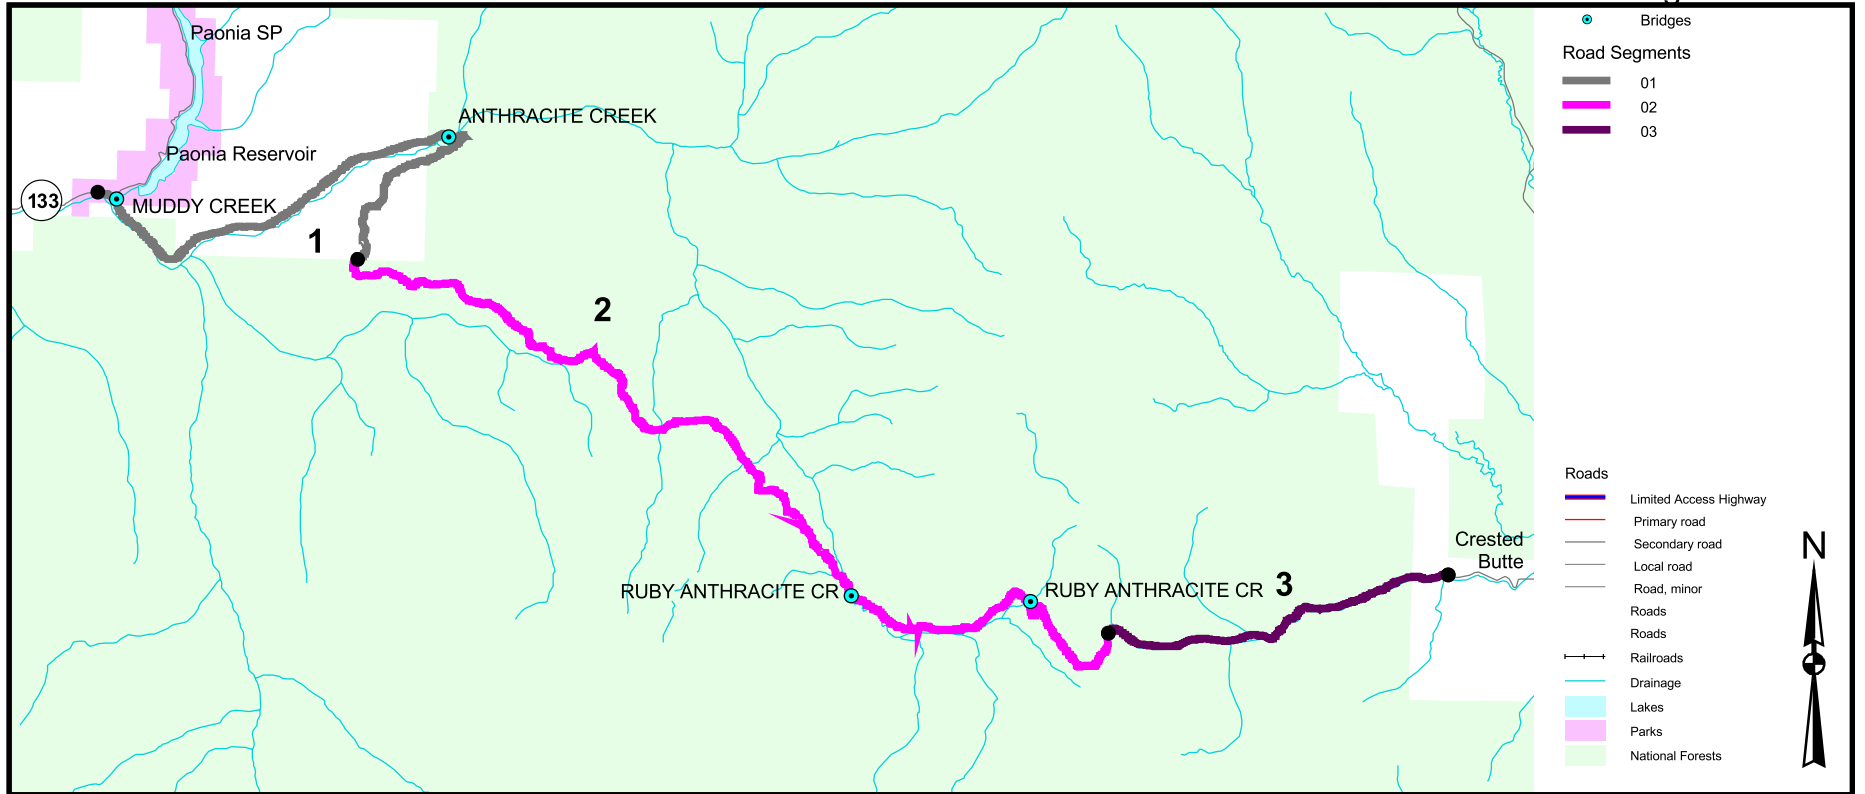 Paonia SP
ANTHRACITE CREEK
Paonia Reservoir
133
MUDDY CREEK
1
2
RUBY ANTHRACITE CR
RUBY ANTHRACITE CR
3
Crested
Butte
Bridges
Road Segments
01
02
03
Roads
Limited Access Highway
Primary road
Secondary road
Local road
Road, minor
Roads
Roads
Railroads
Drainage
Lakes
Parks
National Forests
N